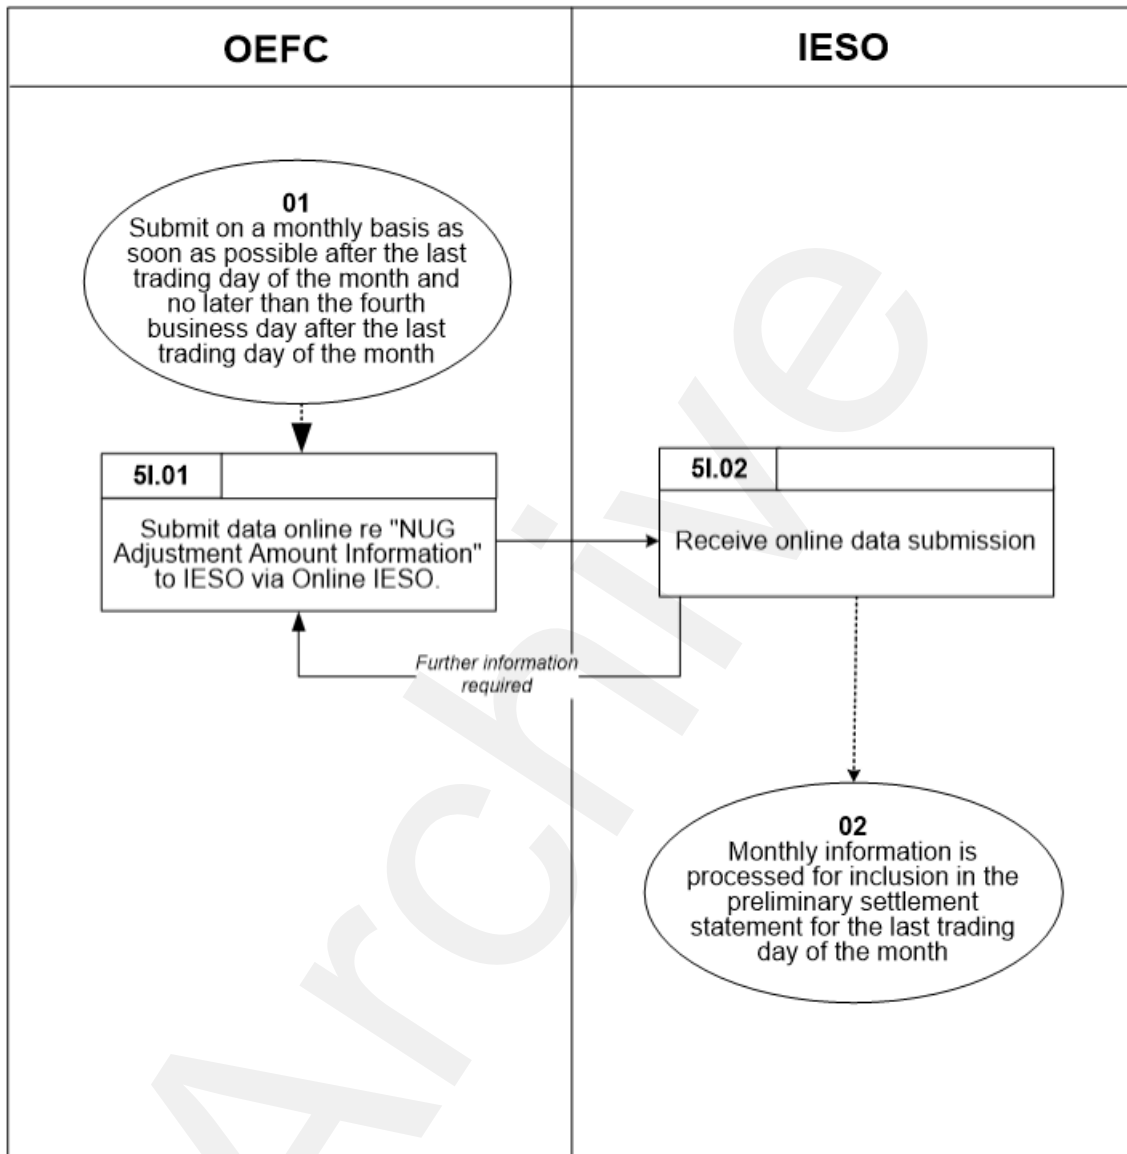 OEFC
IESO
01
Submit on a monthly basis as
soon as possible after the last
trading day of the month and
no later than the fourth
business day after the last
trading day of the month
5I.01
Submit data online re "NUG
Adjustment Amount Information"
to IESO via Online IESO.
5I.02
Receive online data submission
Further information
required
02
Monthly information is
processed for inclusion in the
preliminary settlement
statement for the last trading
day of the month
Archive